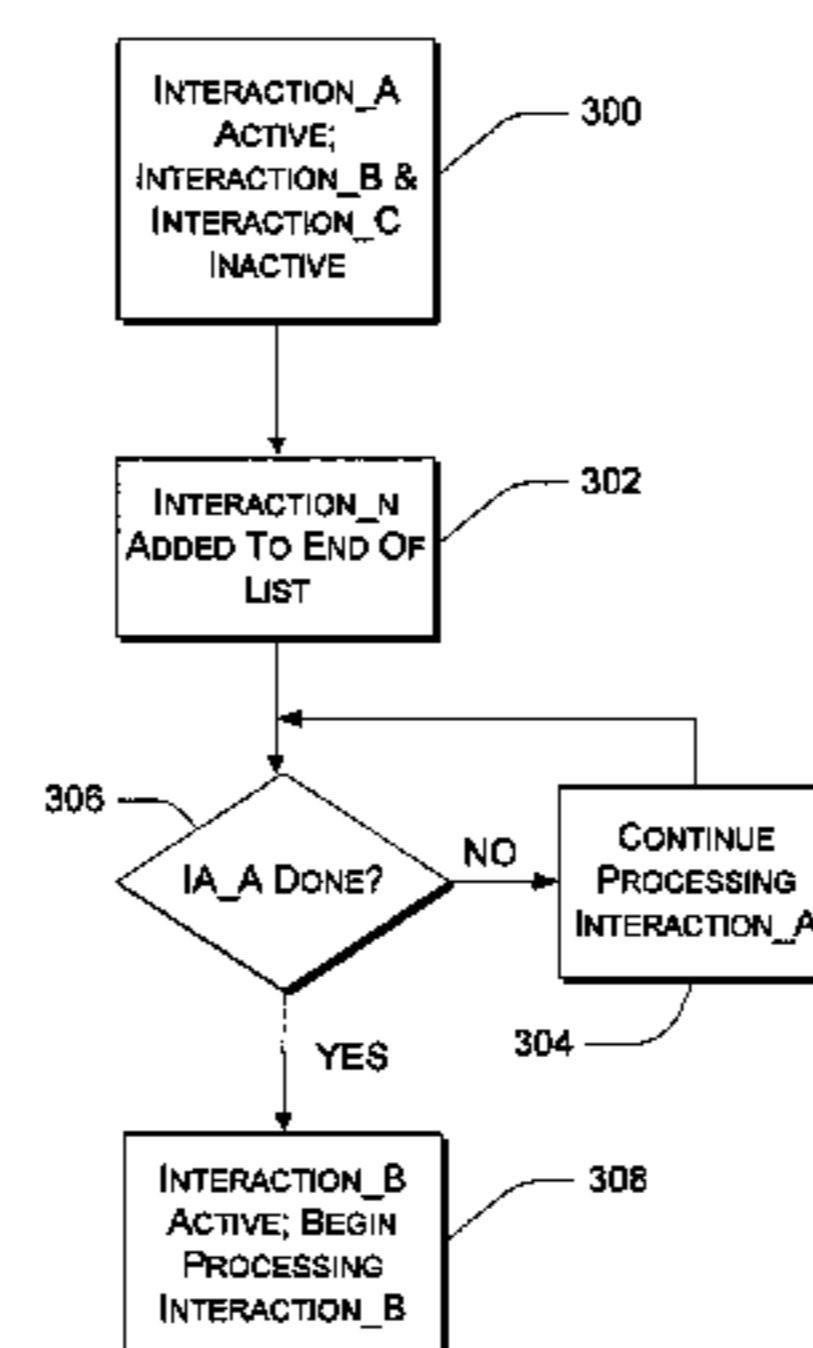 INTERACTION_A
ACTIVE;
INTERACTION_B &
INTERACTION_C
INACTIVE
300
INTERACTION_N
ADDED TO END OF
LIST
302
306
IA_A DONE?
NO
CONTINUE
PROCESSING
INTERACTION_A
304
YES
INTERACTION_B
ACTIVE; BEGIN
PROCESSING
INTERACTION_B
308